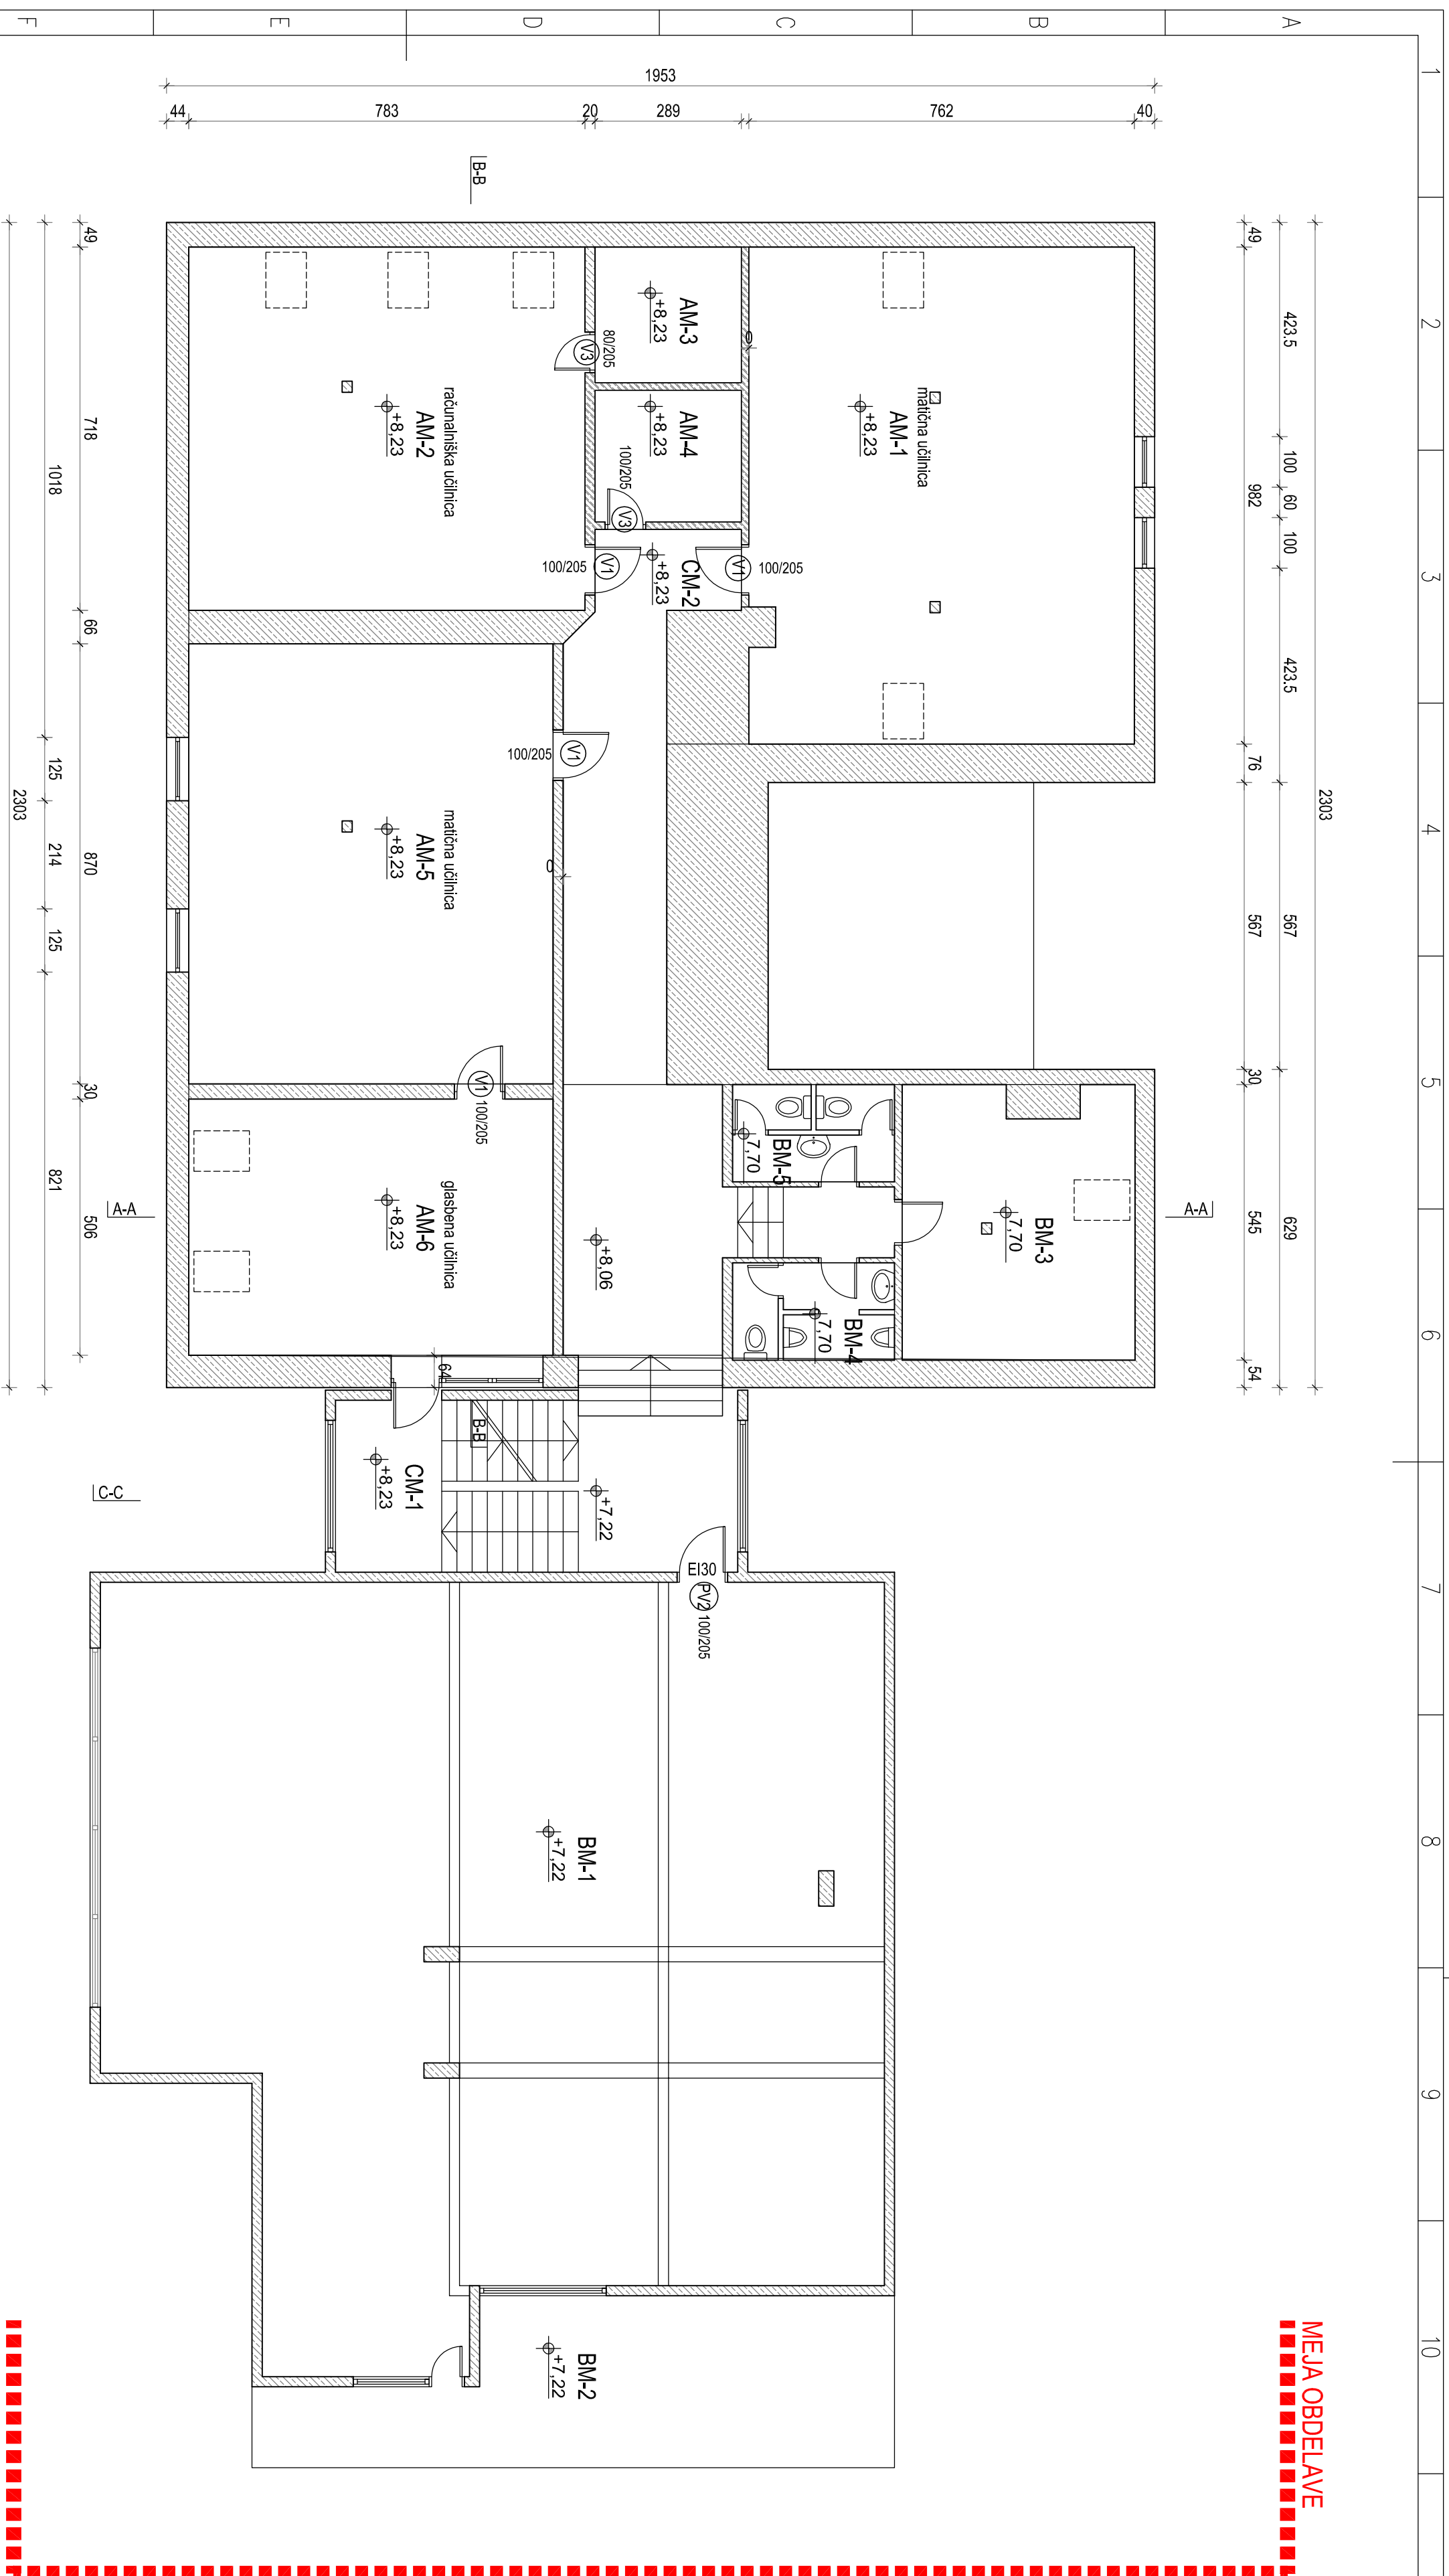 A
B
C
D
E
F
1
2
3
4
5
6
7
8
9
10
1953
44
783
20
289
762
40
2303
423.5
100
60
100
423.5
567
629
49
982
76
567
30
545
54
B-B
matična učilnica
AM-1
+8,23
AM-3
+8,23
AM-4
+8,23
80/205
V3
100/205
V3
CM-2
+8,23
V1
100/205
V1
100/205
računalniška učilnica
AM-2
+8,23
V1
100/205
matična učilnica
AM-5
+8,23
V1
100/205
glasbena učilnica
AM-6
+8,23
BM-5
7,70
BM-3
7,70
BM-4
7,70
+8,06
A-A
A-A
64
B-B
CM-1
+8,23
+7,22
C-C
EI30
PV2
100/205
BM-1
+7,22
BM-2
+7,22
49
718
66
870
30
506
1018
125
214
125
821
2303
MEJA OBDELAVE